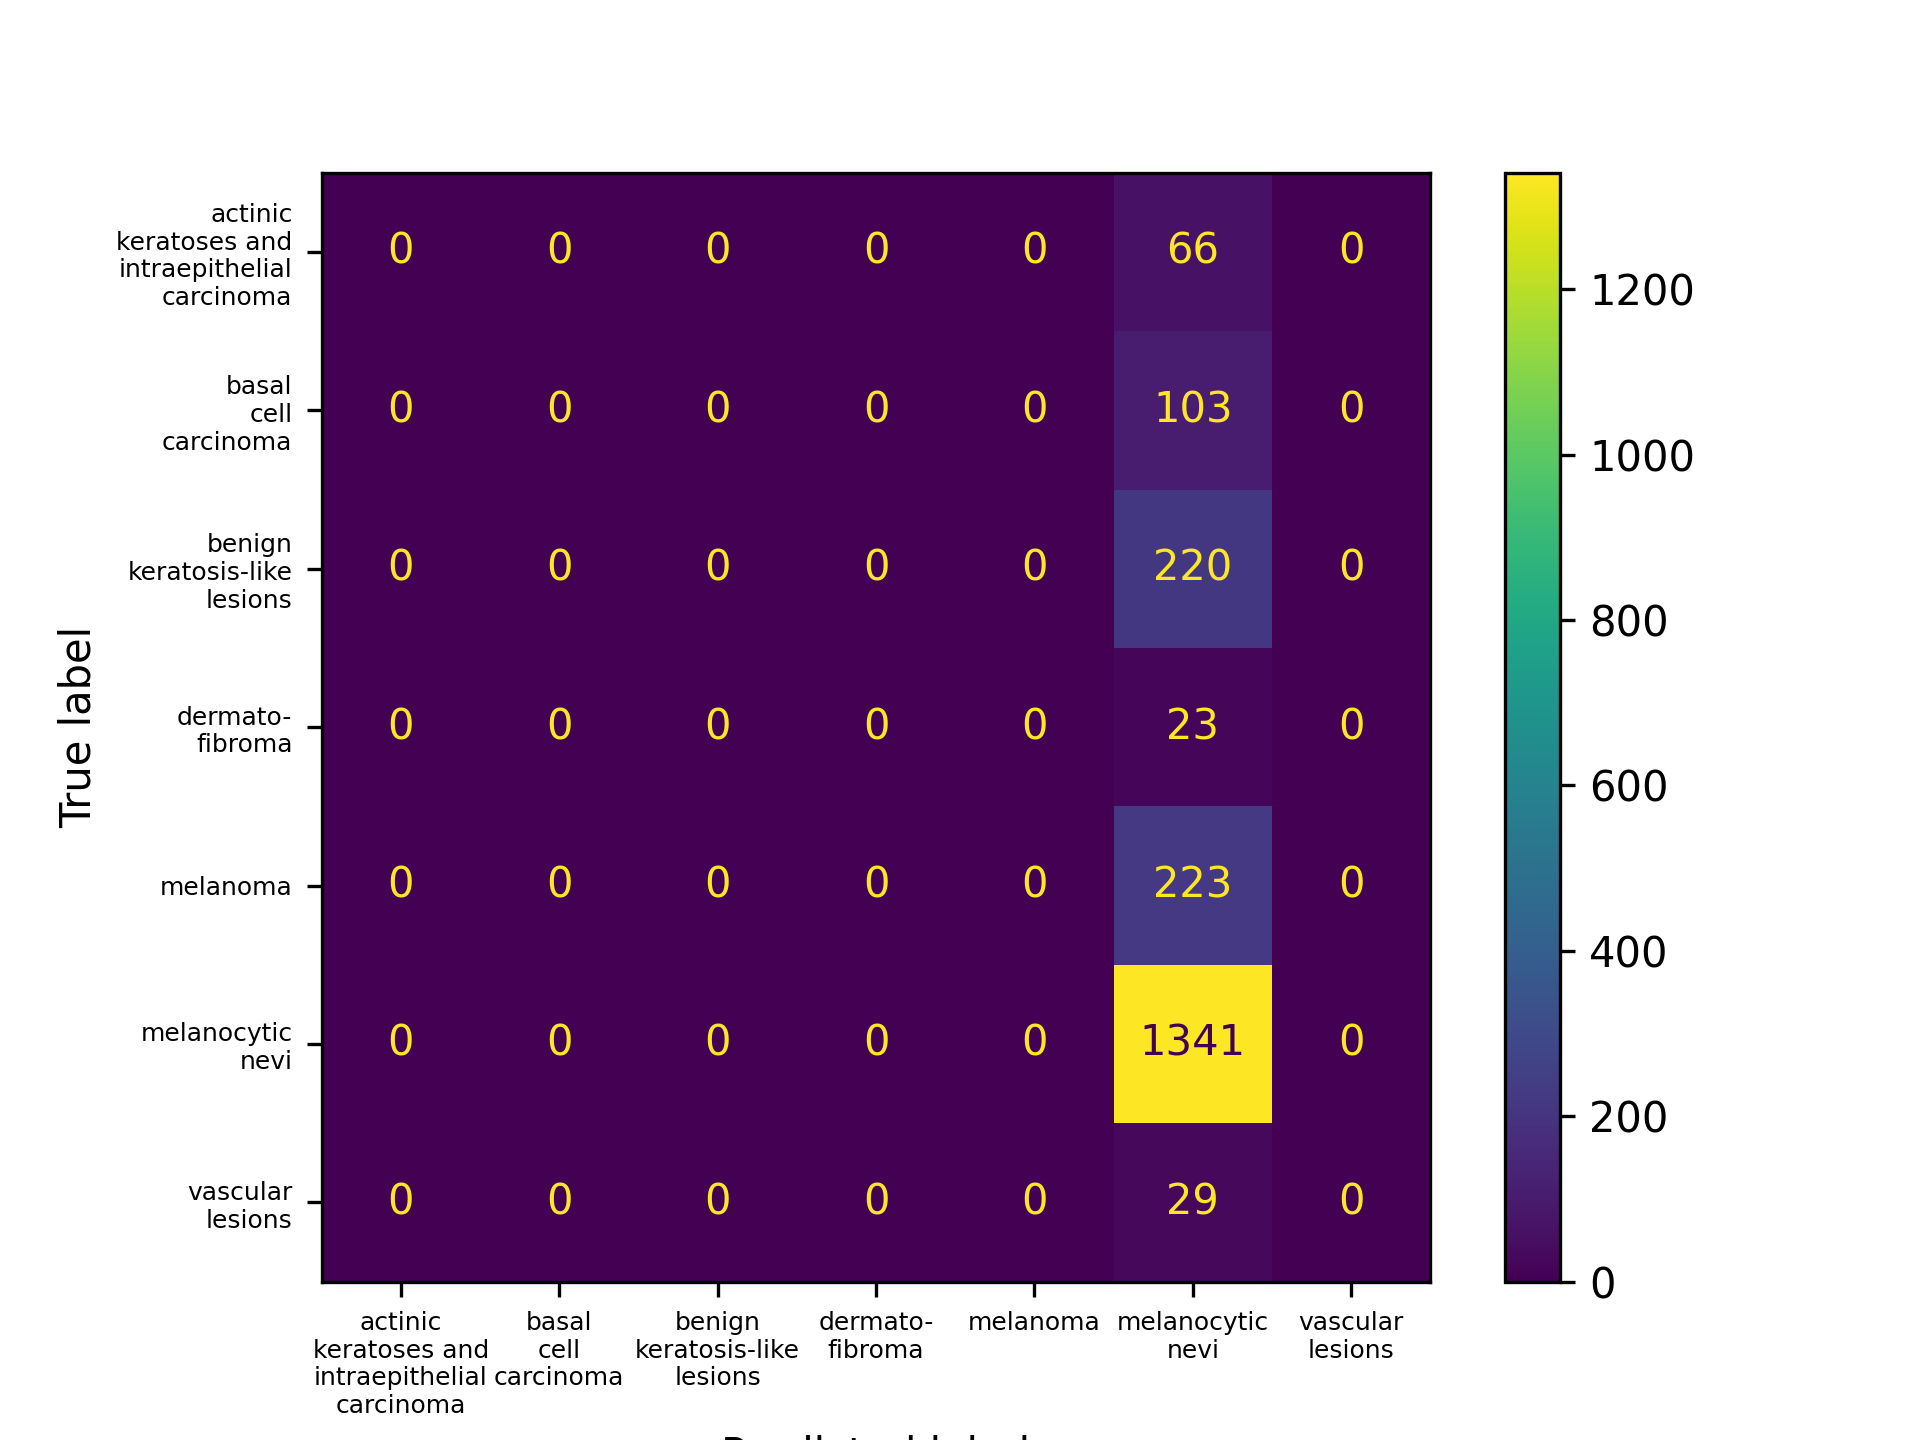 actinic
keratoses and
intraepithelial
carcinoma
0 0 0 0 0 66 0
basal
cell
carcinoma
0 0 0 0 0 103 0
benign
keratosis-like
lesions
0 0 0 0 0 220 0
dermato-
fibroma
0 0 0 0 0 23 0
melanoma
0 0 0 0 0 223 0
melanocytic
nevi
0 0 0 0 0 1341 0
vascular
lesions
0 0 0 0 0 29 0
True label
actinic
keratoses and
intraepithelial
carcinoma
basal
cell
carcinoma
benign
keratosis-like
lesions
dermato-
fibroma
melanoma
melanocytic
nevi
vascular
lesions
1200
1000
800
600
400
200
0